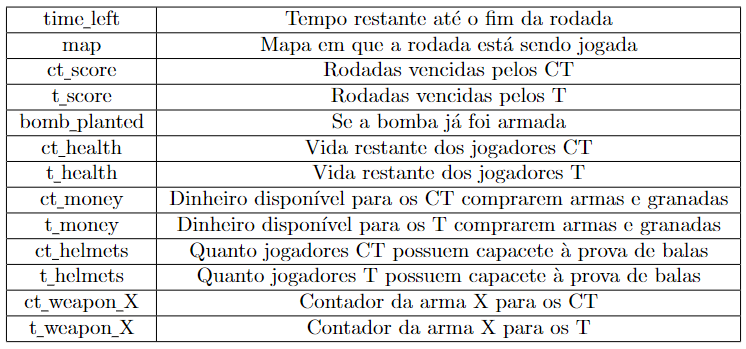 time_left Tempo restante até o fim da rodada
map Mapa em que a rodada está sendo jogada
ct_score Rodadas vencidas pelos CT
t_score Rodadas vencidas pelos T
bomb_planted Se a bomba já foi armada
ct_health Vida restante dos jogadores CT
t_health Vida restante dos jogadores T
ct_money Dinheiro disponível para os CT comprarem armas e granadas
t_money Dinheiro disponível para os T comprarem armas e granadas
ct_helmets Quanto jogadores CT possuem capacete à prova de balas
t_helmets Quanto jogadores T possuem capacete à prova de balas
ct_weapon_X Contador da arma X para os CT
t_weapon_X Contador da arma X para os T